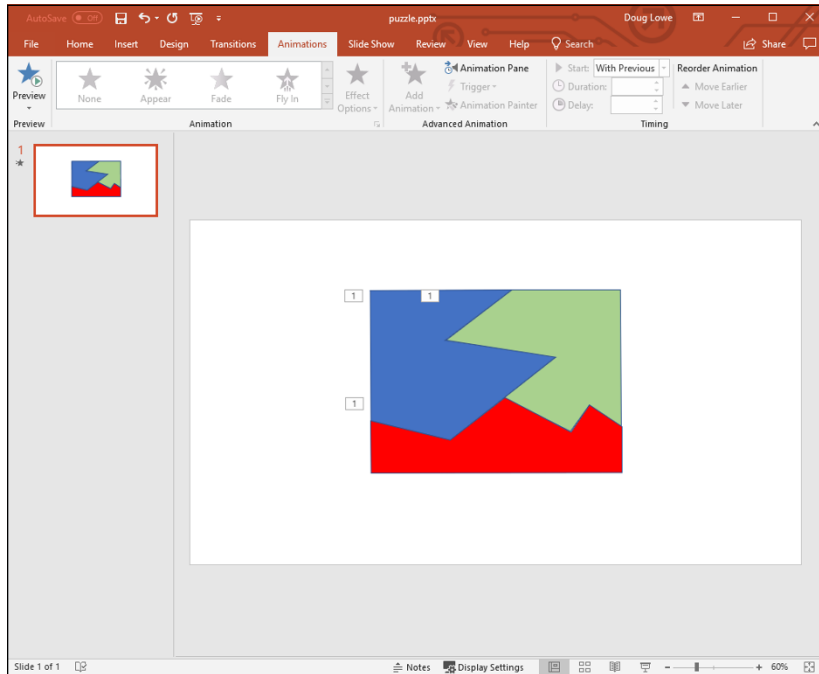 AutoSave Off puzzle.pptx Doug Lowe
File Home Insert Design Transitions Animations Slide Show Review View Help Search Share
Preview None Appear Fade Fly In Effect Options Add Animation Animation Pane Trigger Animation Painter Start: With Previous Duration: Delay: Reorder Animation Move Earlier Move Later
Preview Animation Advanced Animation Timing
1
1 1
1
Slide 1 of 1 Notes Display Settings 60%